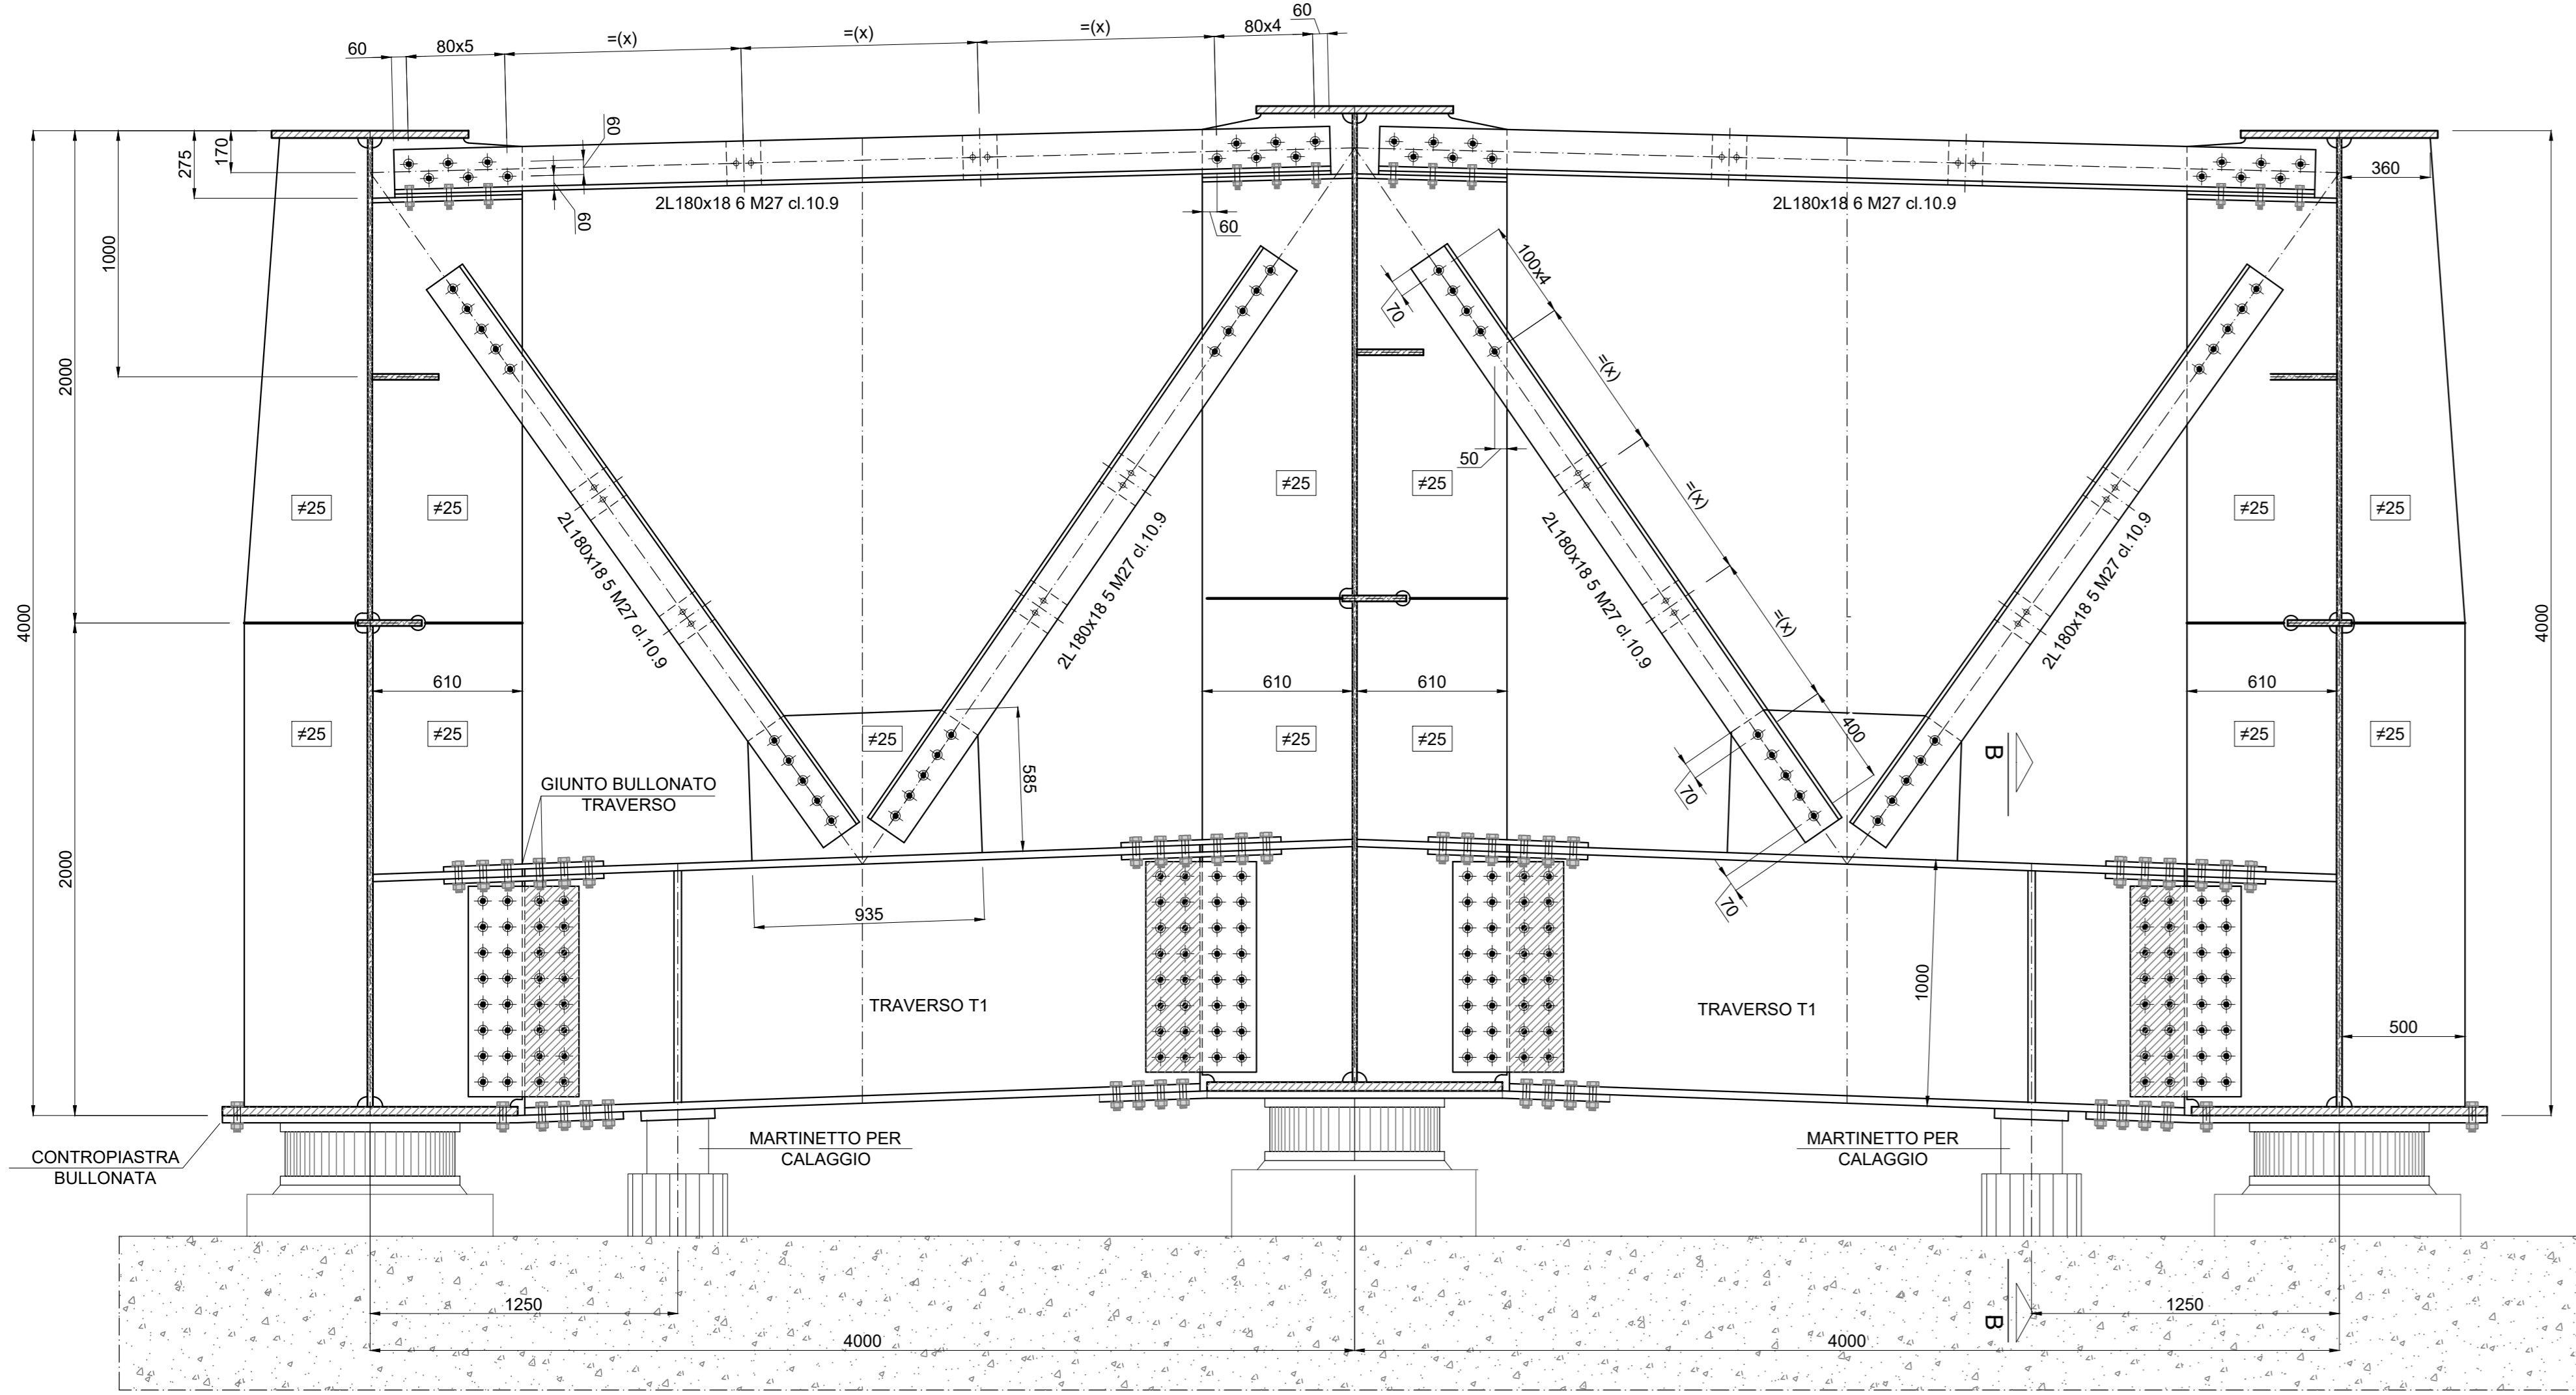 60
80x5
=(x)
=(x)
=(x)
80x4
60
275
170
60
60
2L180x18 6 M27 cl.10.9
60
2L180x18 6 M27 cl.10.9
360
1000
2000
4000
4000
100x4
70
=(x)
50
=(x)
=(x)
≠25
≠25
≠25
≠25
≠25
≠25
2L180x18 5 M27 cl.10.9
2L180x18 5 M27 cl.10.9
2L180x18 5 M27 cl.10.9
2L180x18 5 M27 cl.10.9
610
610
610
610
≠25
≠25
≠25
≠25
≠25
≠25
≠25
400
585
70
B
GIUNTO BULLONATO
TRAVERSO
2000
70
935
1000
TRAVERSO T1
TRAVERSO T1
500
CONTROPIASTRA
BULLONATA
MARTINETTO PER
CALAGGIO
MARTINETTO PER
CALAGGIO
1250
B
1250
4000
4000